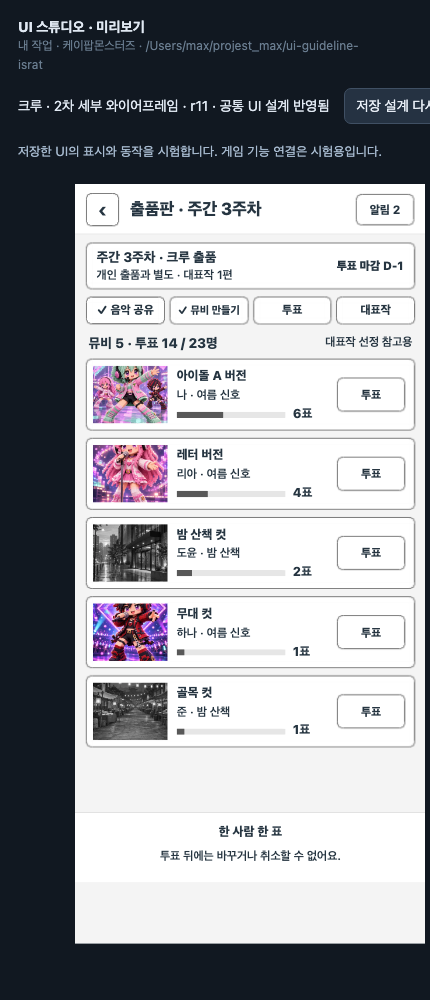 UI 스튜디오 · 미리보기
내 작업 · 케이팝몬스터즈 · /Users/max/projest_max/ui-guideline-
israt
크루 · 2차 세부 와이어프레임 · r11 · 공통 UI 설계 반영됨
저장 설계 다시
저장한 UI의 표시와 동작을 시험합니다. 게임 기능 연결은 시험용입니다.
‹ 출품판 · 주간 3주차 알림 2
주간 3주차 · 크루 출품
개인 출품과 별도 · 대표작 1편
투표 마감 D-1
✓ 음악 공유 ✓ 뮤비 만들기 투표 대표작
뮤비 5 · 투표 14 / 23명 대표작 선정 참고용
아이돌 A 버전
나 · 여름 신호
6표
투표
레터 버전
리아 · 여름 신호
4표
투표
밤 산책 컷
도윤 · 밤 산책
2표
투표
무대 컷
하나 · 여름 신호
1표
투표
골목 컷
준 · 밤 산책
1표
투표
한 사람 한 표
투표 뒤에는 바꾸거나 취소할 수 없어요.